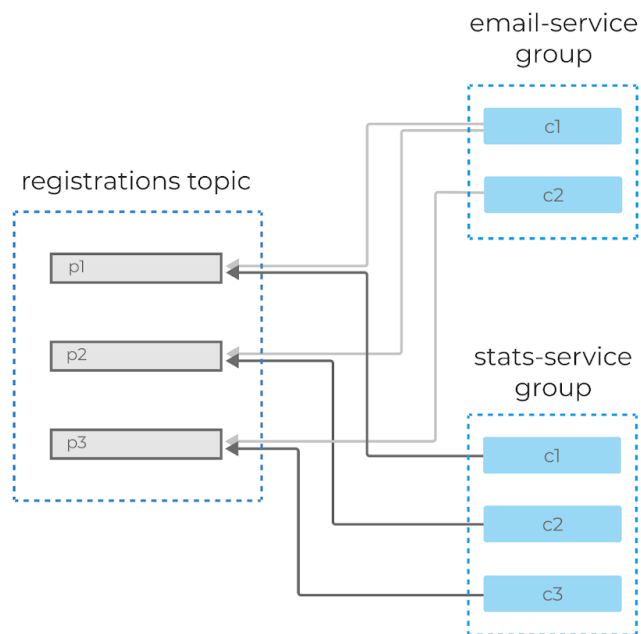 email-service
group
c1
c2
registrations topic
p1
p2
p3
stats-service
group
c1
c2
c3